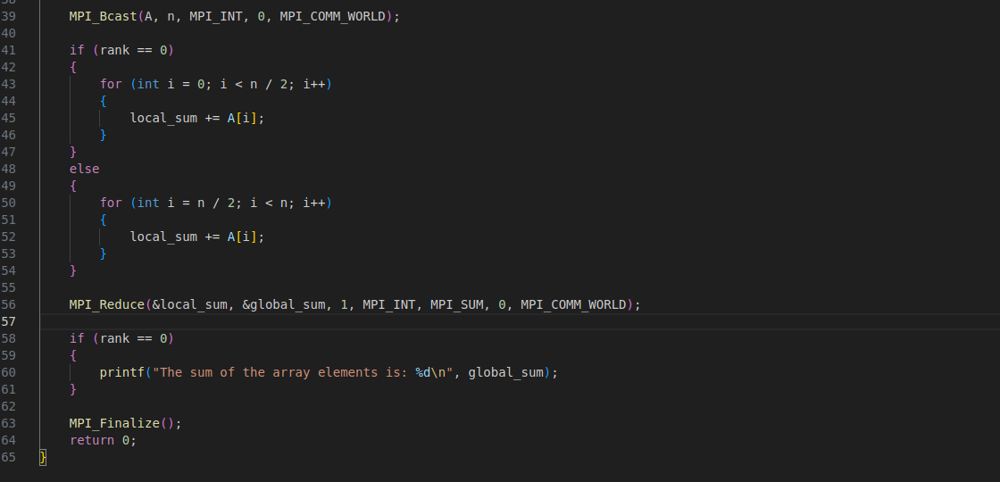 38
39 MPI_Bcast(A, n, MPI_INT, 0, MPI_COMM_WORLD);
40
41 if (rank == 0)
42 {
43 for (int i = 0; i < n / 2; i++)
44 {
45 local_sum += A[i];
46 }
47 }
48 else
49 {
50 for (int i = n / 2; i < n; i++)
51 {
52 local_sum += A[i];
53 }
54 }
55
56 MPI_Reduce(&local_sum, &global_sum, 1, MPI_INT, MPI_SUM, 0, MPI_COMM_WORLD);
57
58 if (rank == 0)
59 {
60 printf("The sum of the array elements is: %d\n", global_sum);
61 }
62
63 MPI_Finalize();
64 return 0;
65 }